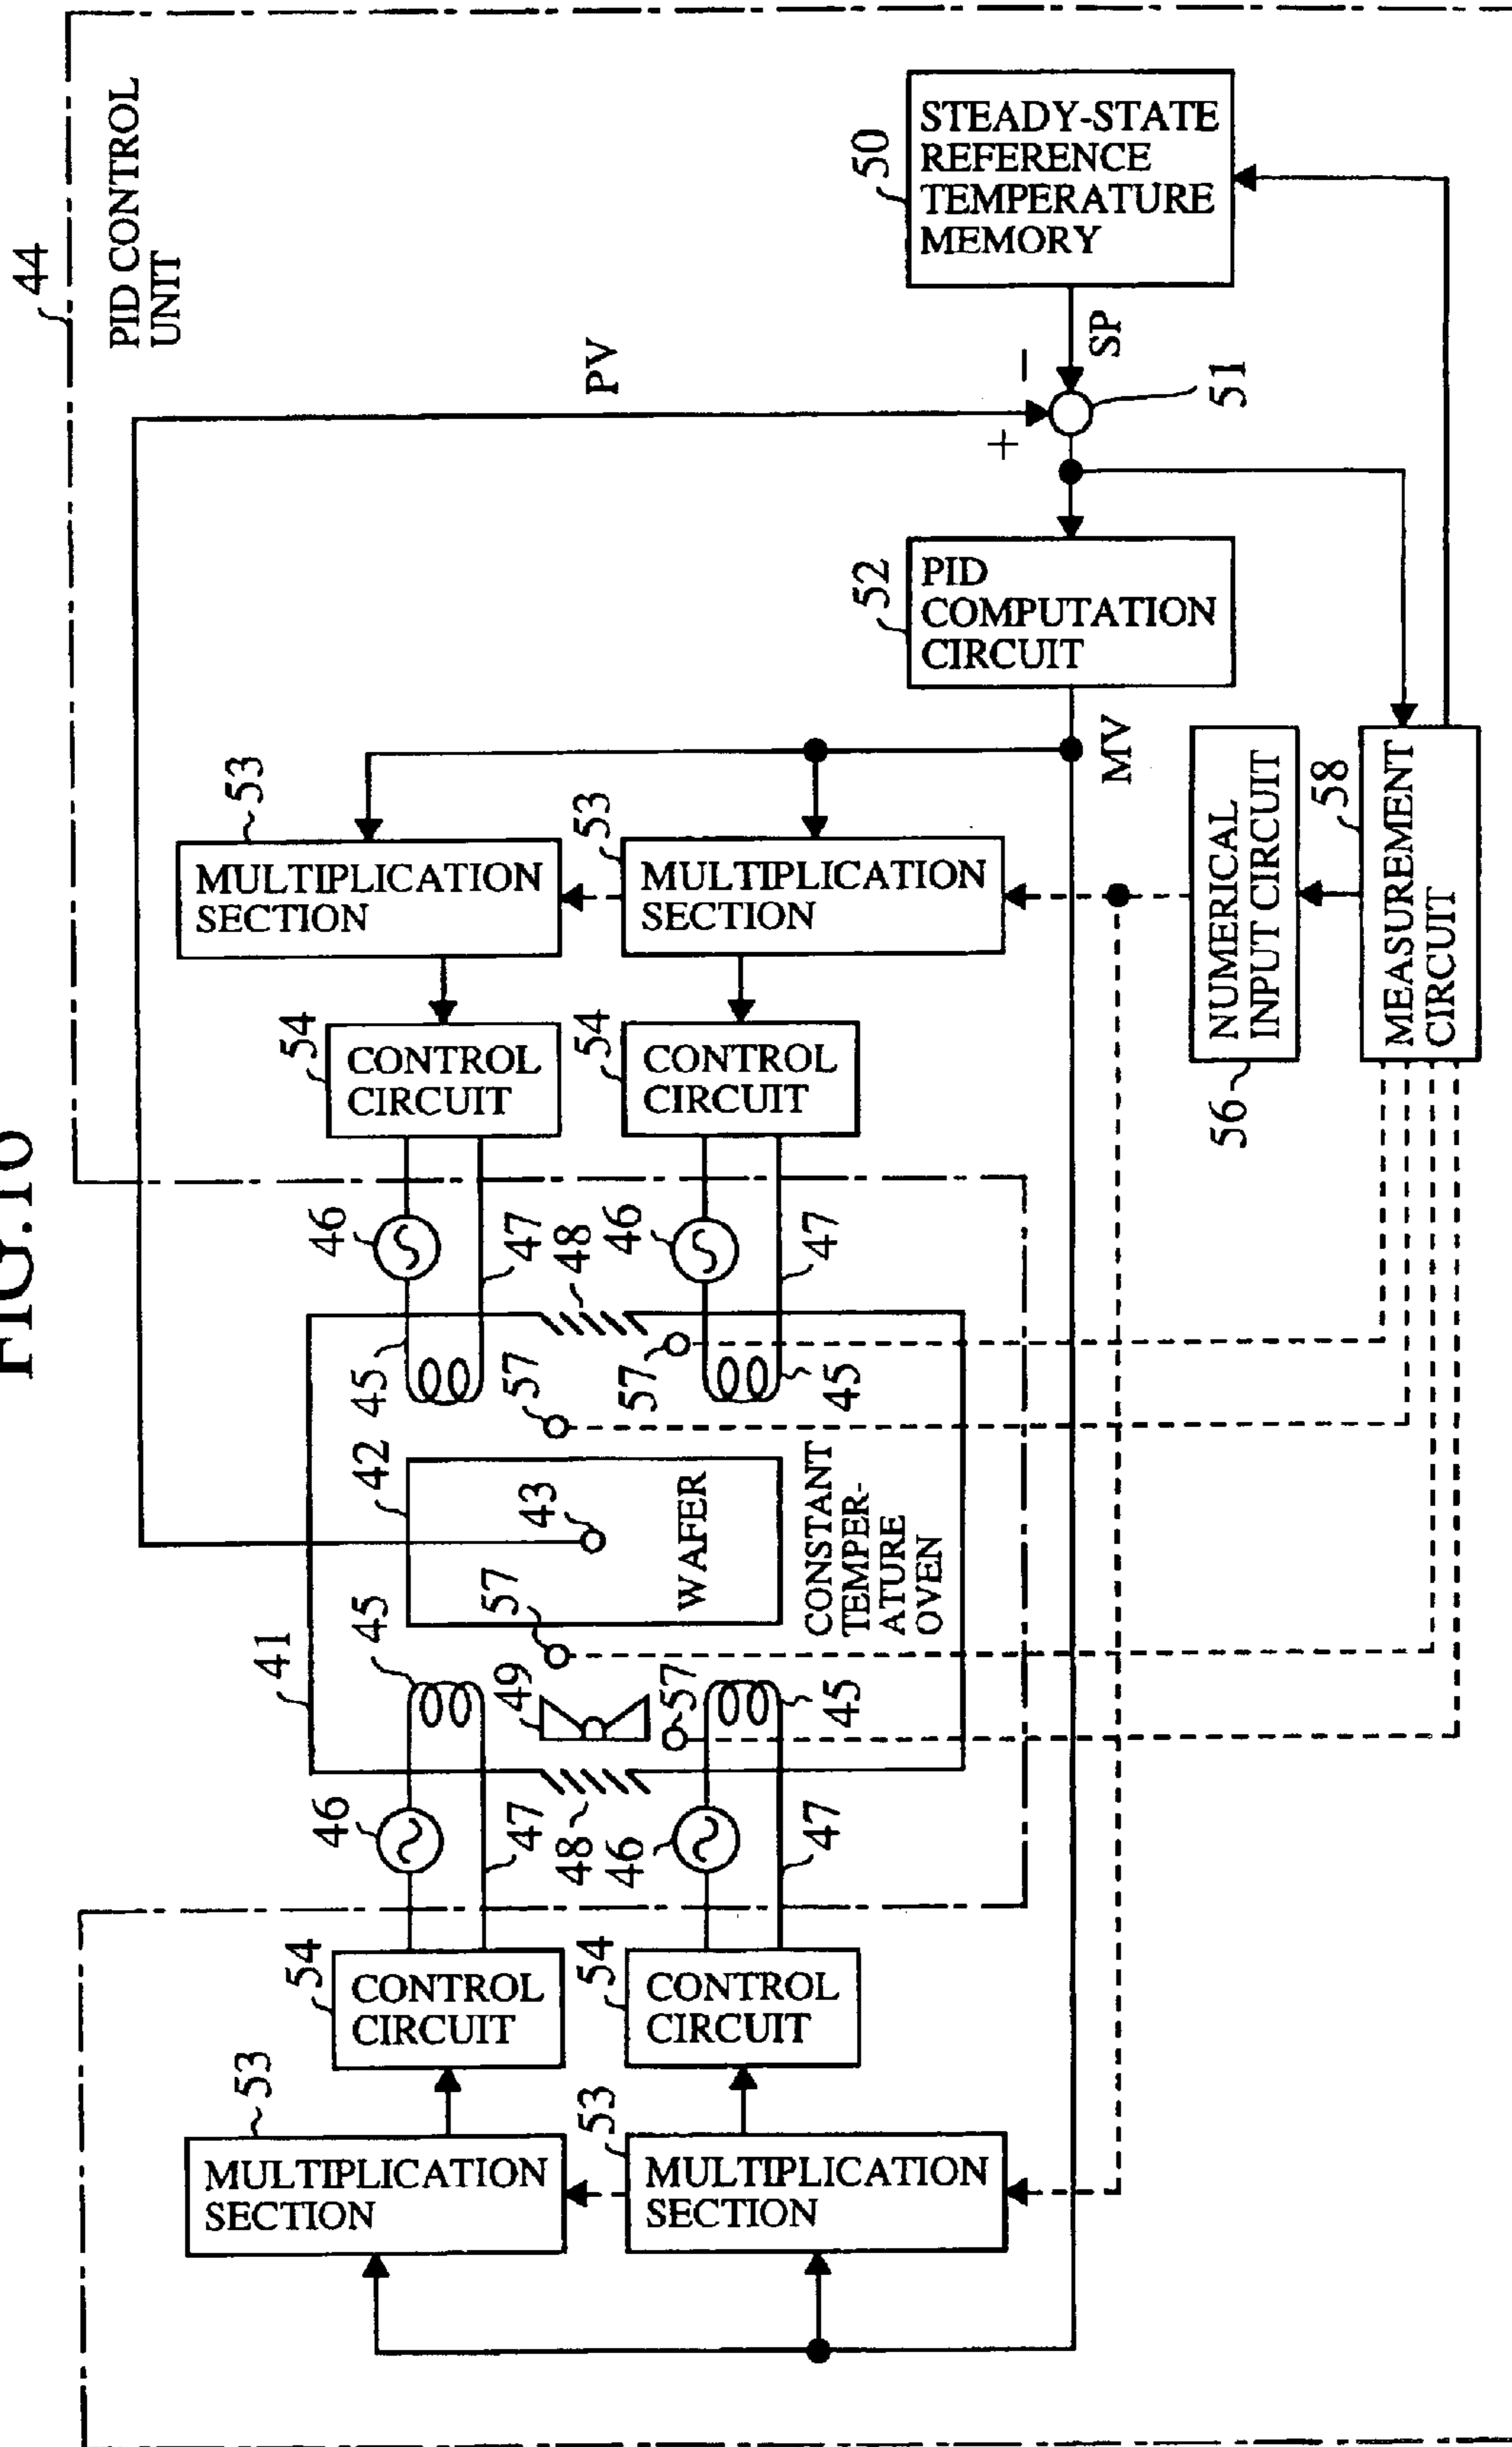 44
PID CONTROL
UNIT
53
MULTIPLICATION
SECTION
54
CONTROL
CIRCUIT
46
47
45
41
42
43
WAFER
CONSTANT
TEMPER-
ATURE
OVEN
45
46
47
54
CONTROL
CIRCUIT
53
MULTIPLICATION
SECTION
PV
53
MULTIPLICATION
SECTION
54
CONTROL
CIRCUIT
46
47
48
49
45
57
57
57
57
45
48
46
47
54
CONTROL
CIRCUIT
53
MULTIPLICATION
SECTION
MV
52
PID
COMPUTATION
CIRCUIT
+
−
51
SP
50
STEADY-STATE
REFERENCE
TEMPERATURE
MEMORY
56
NUMERICAL
INPUT CIRCUIT
58
MEASUREMENT
CIRCUIT